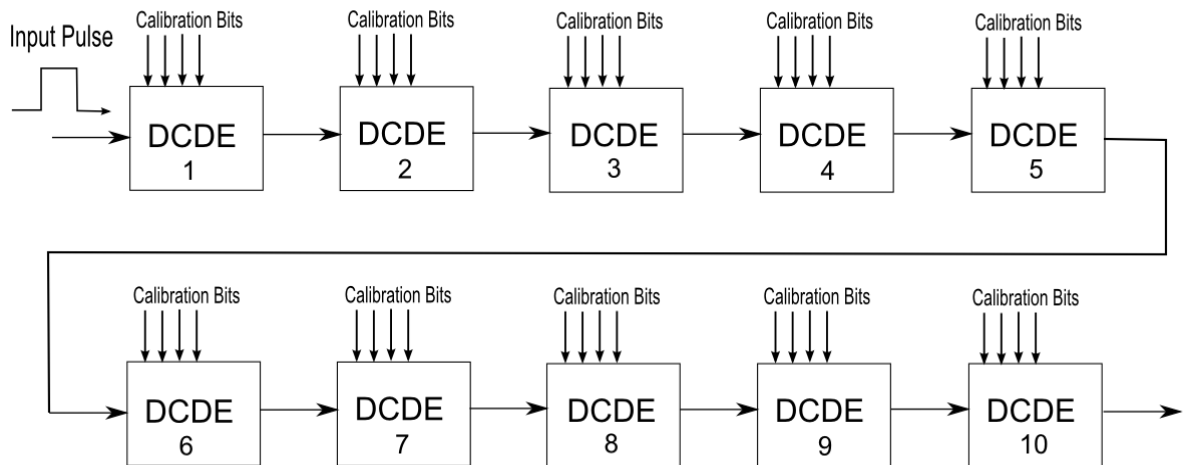 Calibration Bits Calibration Bits Calibration Bits Calibration Bits Calibration Bits
Input Pulse
DCDE DCDE DCDE DCDE DCDE
1 2 3 4 5
Calibration Bits Calibration Bits Calibration Bits Calibration Bits Calibration Bits
DCDE DCDE DCDE DCDE DCDE
6 7 8 9 10